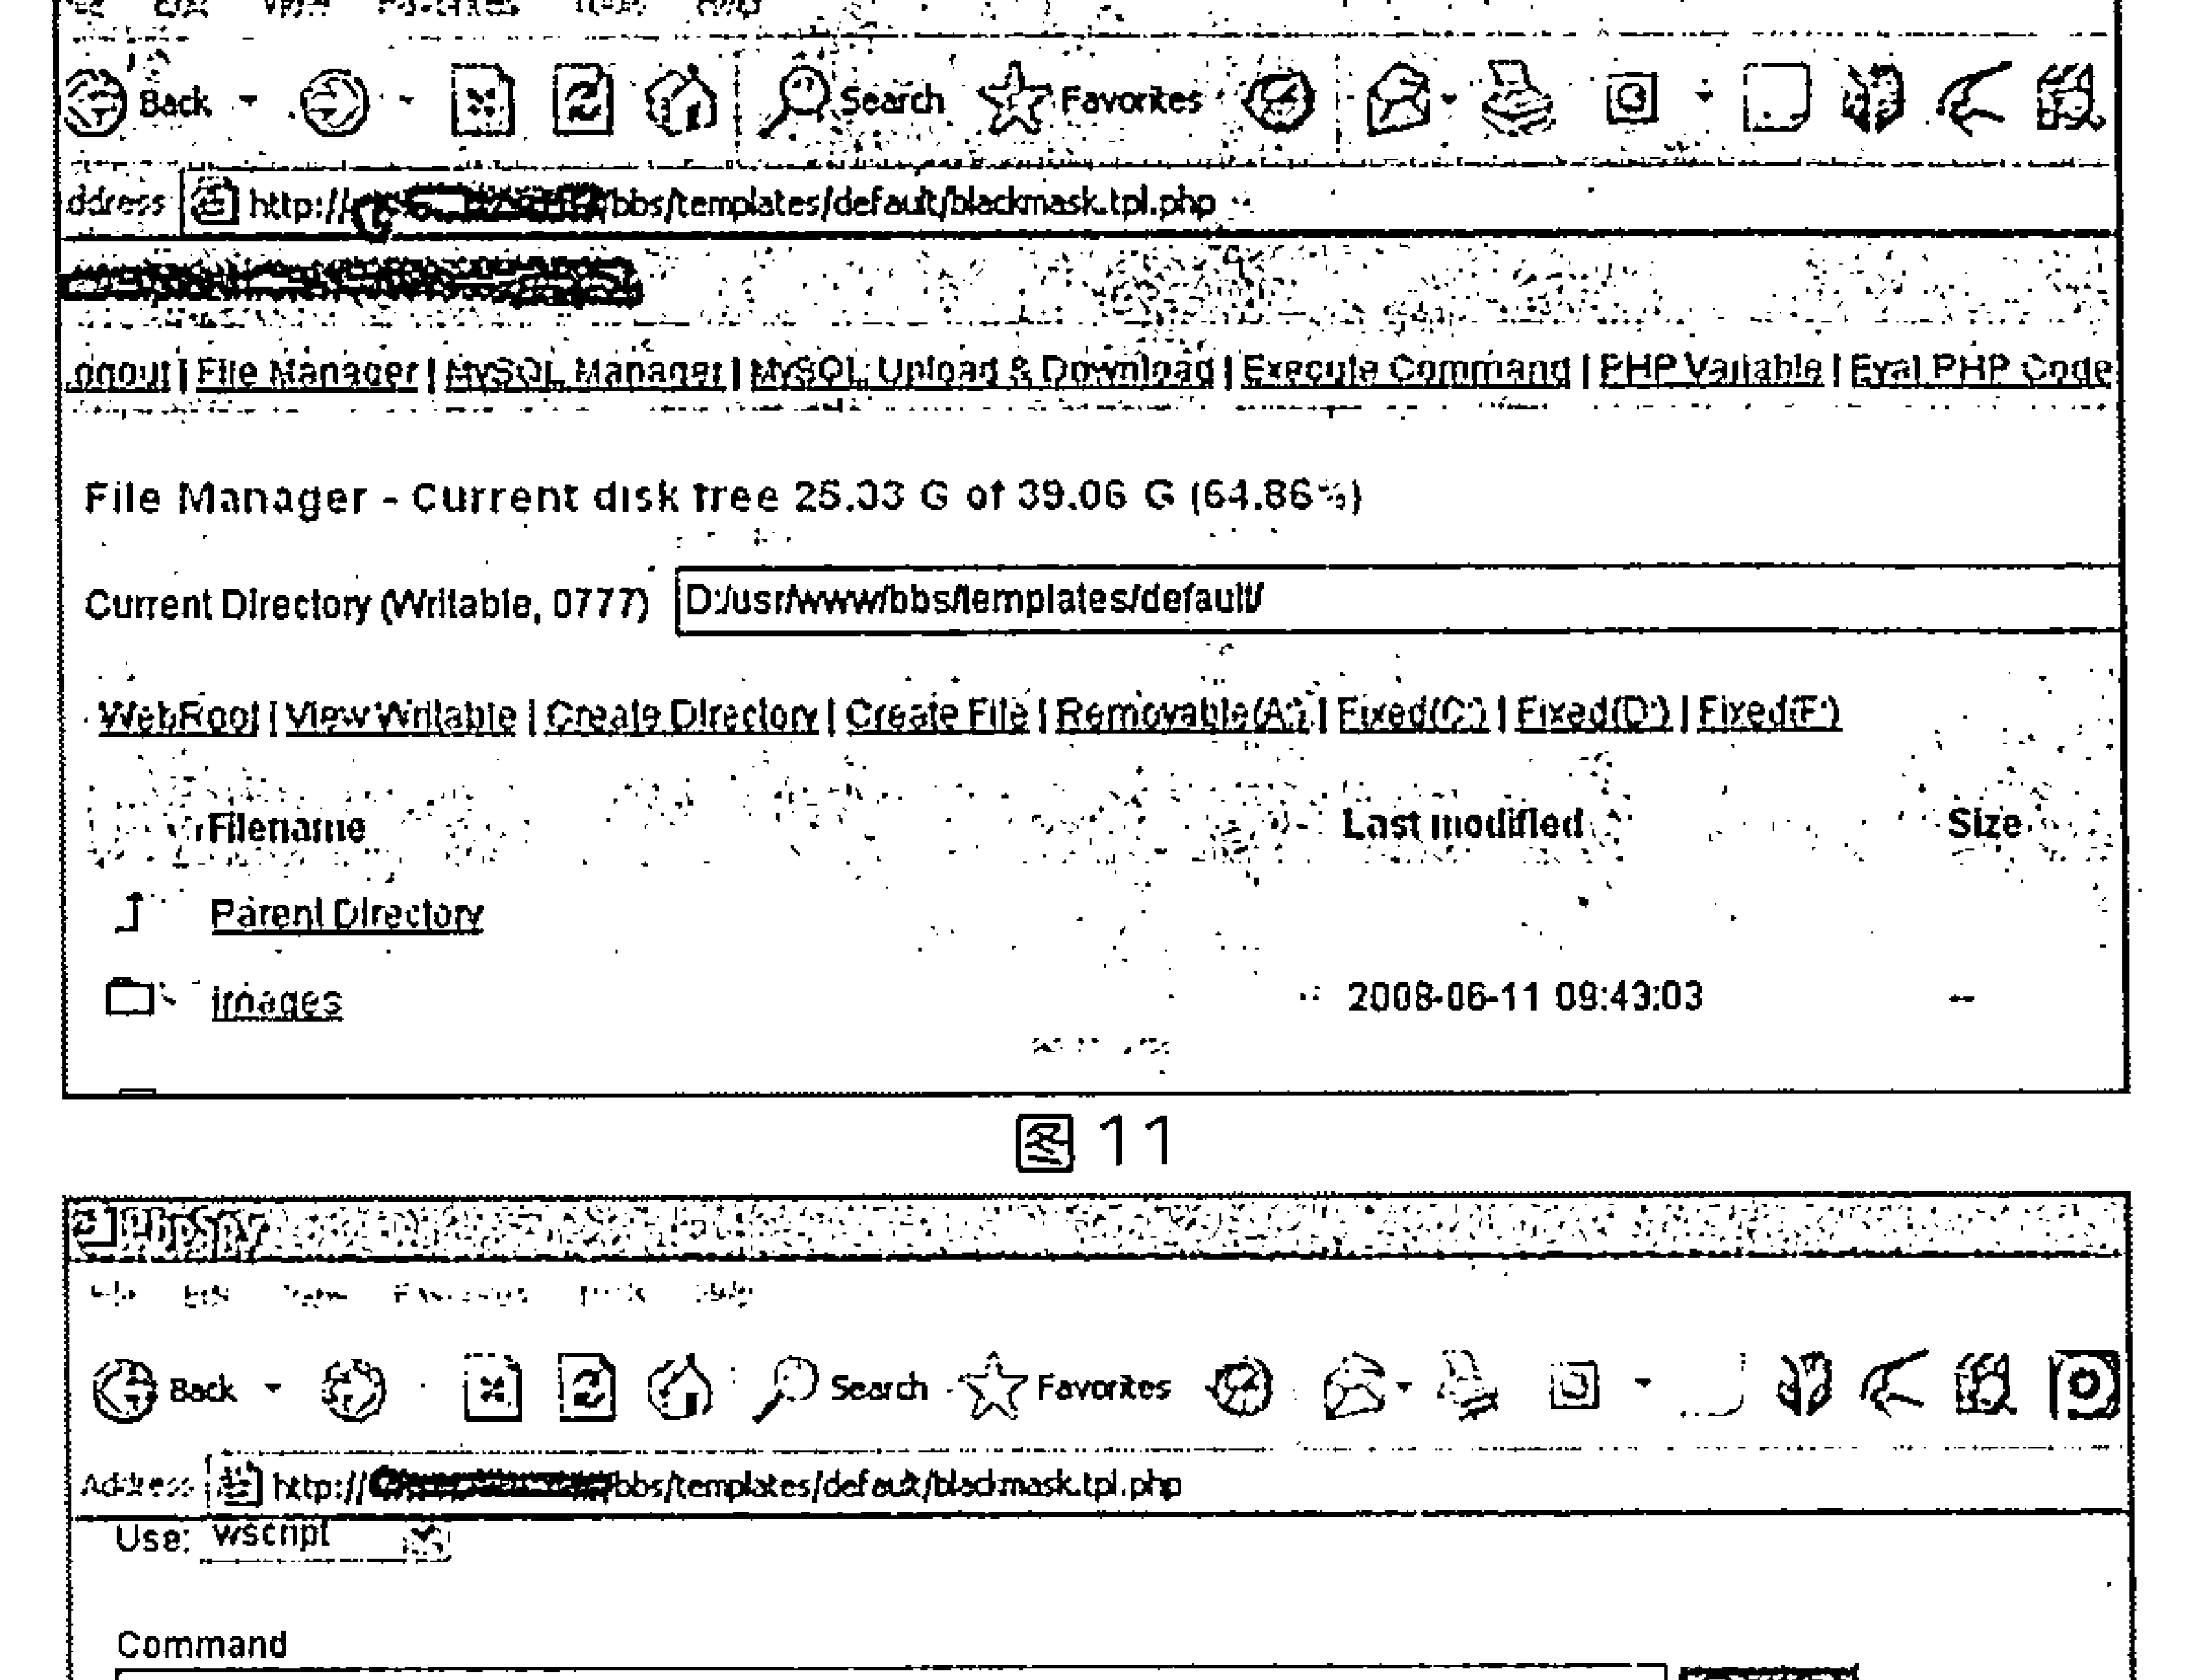 Back Search Favorites
ddress http:// /bbs/templates/default/blackmask.tpl.php
ogout | File Manager | MySQL Manager | MySQL Upload & Download | Execute Command | PHP Variable | Eval PHP Code
File Manager - Current disk free 25.33 G of 39.06 G (64.86%)
Current Directory (Writable, 0777) D:/usr/www/bbs/templates/default/
WebRoot | View Writable | Create Directory | Create File | Removable(A:) | Fixed(C:) | Fixed(D:) |
Filename Last modified Size
Parent Directory
images 2008-06-11 09:43:03 --
图 11
PhpSpy
Back Search Favorites
Address http:// bbs/templates/default/blackmask.tpl.php
Use: wscript
Command